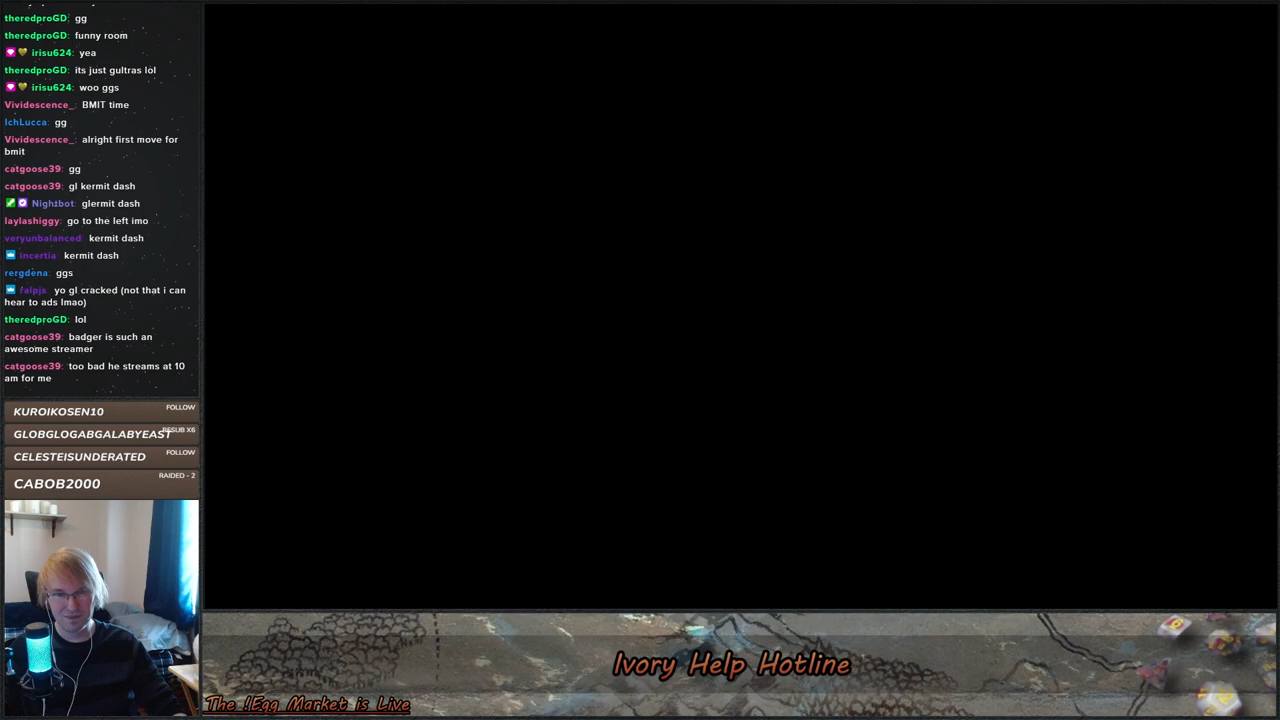 theredproGD: gg
theredproGD: funny room
irisu624: yea
theredproGD: its just gultras lol
irisu624: woo ggs
Vividescence_: BMIT time
IchLucca: gg
Vividescence_: alright first move for
bmit
catgoose39: gg
catgoose39: gl kermit dash
Nightbot: glermit dash
laylashiggy: go to the left imo
veryunbalanced: kermit dash
incertia: kermit dash
rergdena: ggs
ralpja: yo gl cracked (not that i can
hear to ads lmao)
theredproGD: lol
catgoose39: badger is such an
awesome streamer
catgoose39: too bad he streams at 10
am for me
KUROIKOSEN10 FOLLOW
GLOBGLOGABGALABYEAST RESUB X6
CELESTEISUNDERATED FOLLOW
CABOB2000 RAIDED - 2
Ivory Help Hotline
The !Egg Market is Live